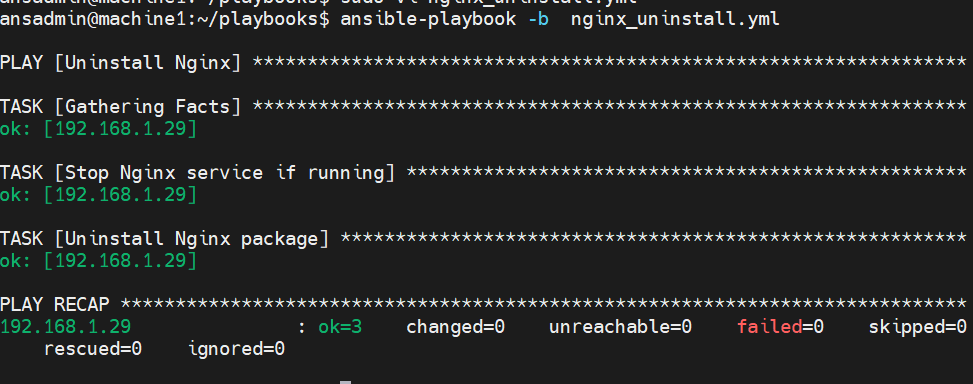 ansadmin@machine1:~/playbooks$ sudo vi nginx_uninstall.yml
ansadmin@machine1:~/playbooks$ ansible-playbook -b  nginx_uninstall.yml

PLAY [Uninstall Nginx] *****************************************************************

TASK [Gathering Facts] *****************************************************************
ok: [192.168.1.29]

TASK [Stop Nginx service if running] ***************************************************
ok: [192.168.1.29]

TASK [Uninstall Nginx package] *********************************************************
ok: [192.168.1.29]

PLAY RECAP *****************************************************************************
192.168.1.29               : ok=3    changed=0    unreachable=0    failed=0    skipped=0
    rescued=0    ignored=0